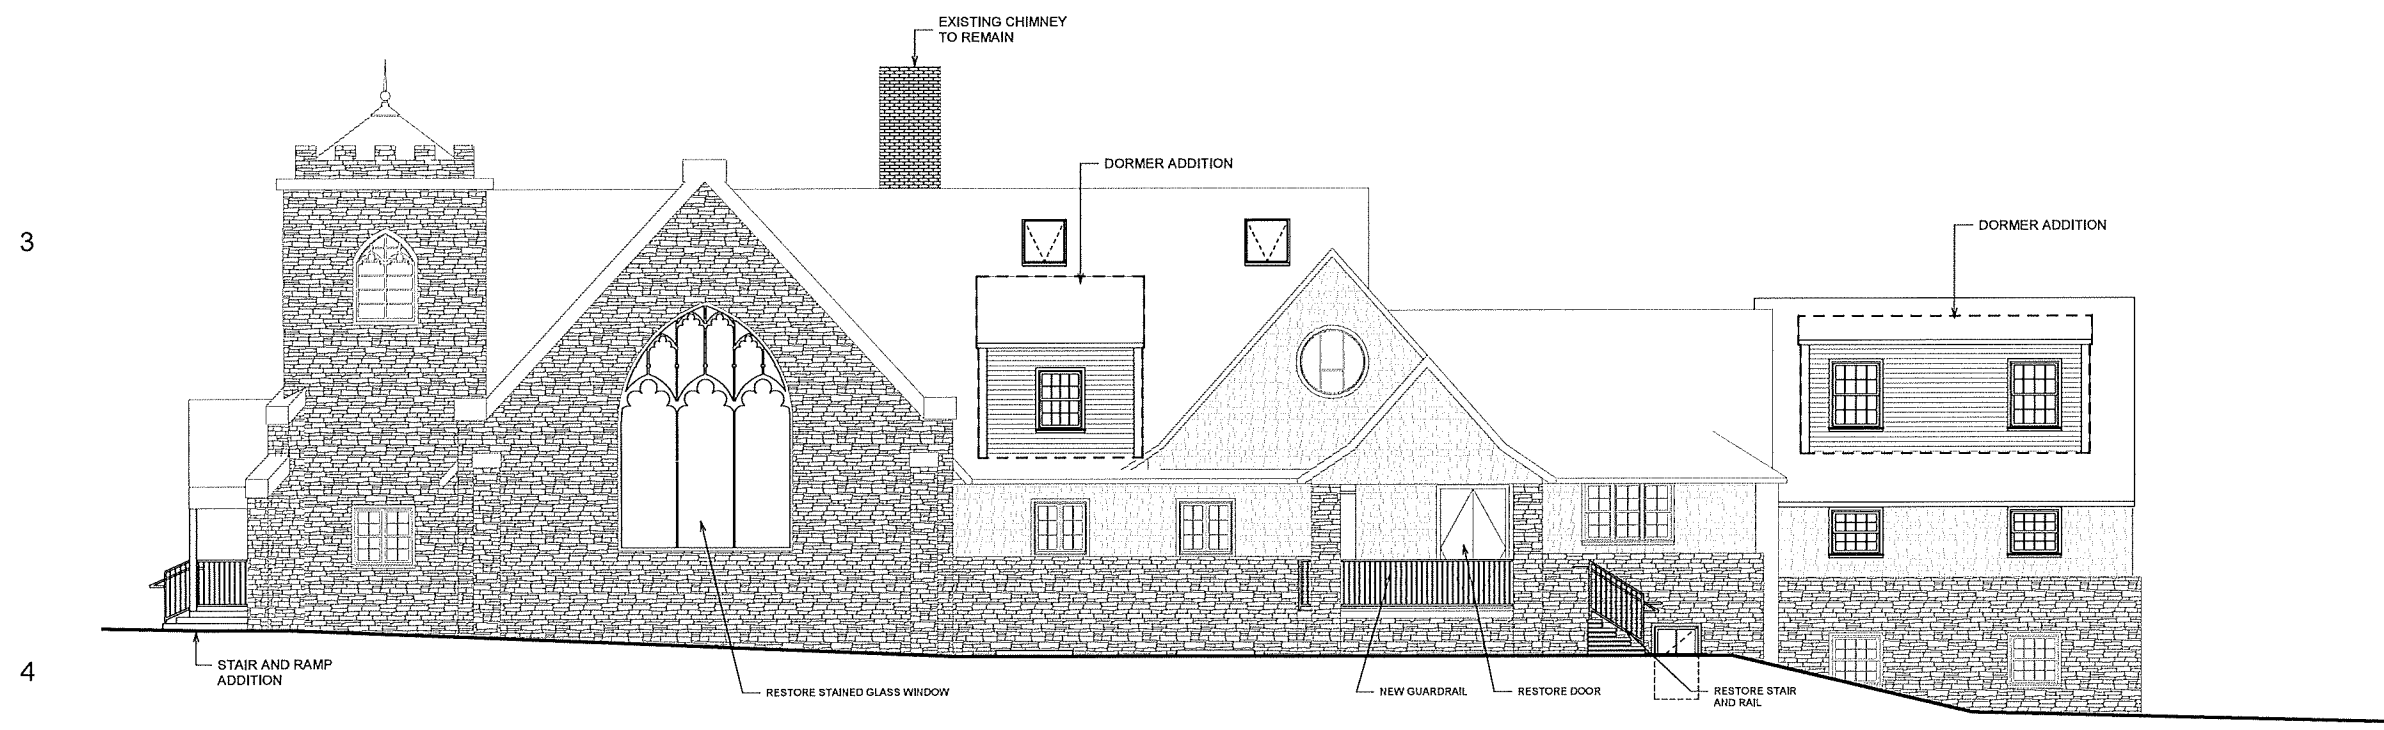 EXISTING CHIMNEY
TO REMAIN
DORMER ADDITION
DORMER ADDITION
3
4
STAIR AND RAMP
ADDITION
RESTORE STAINED GLASS WINDOW
NEW GUARDRAIL
RESTORE DOOR
RESTORE STAIR
AND RAIL